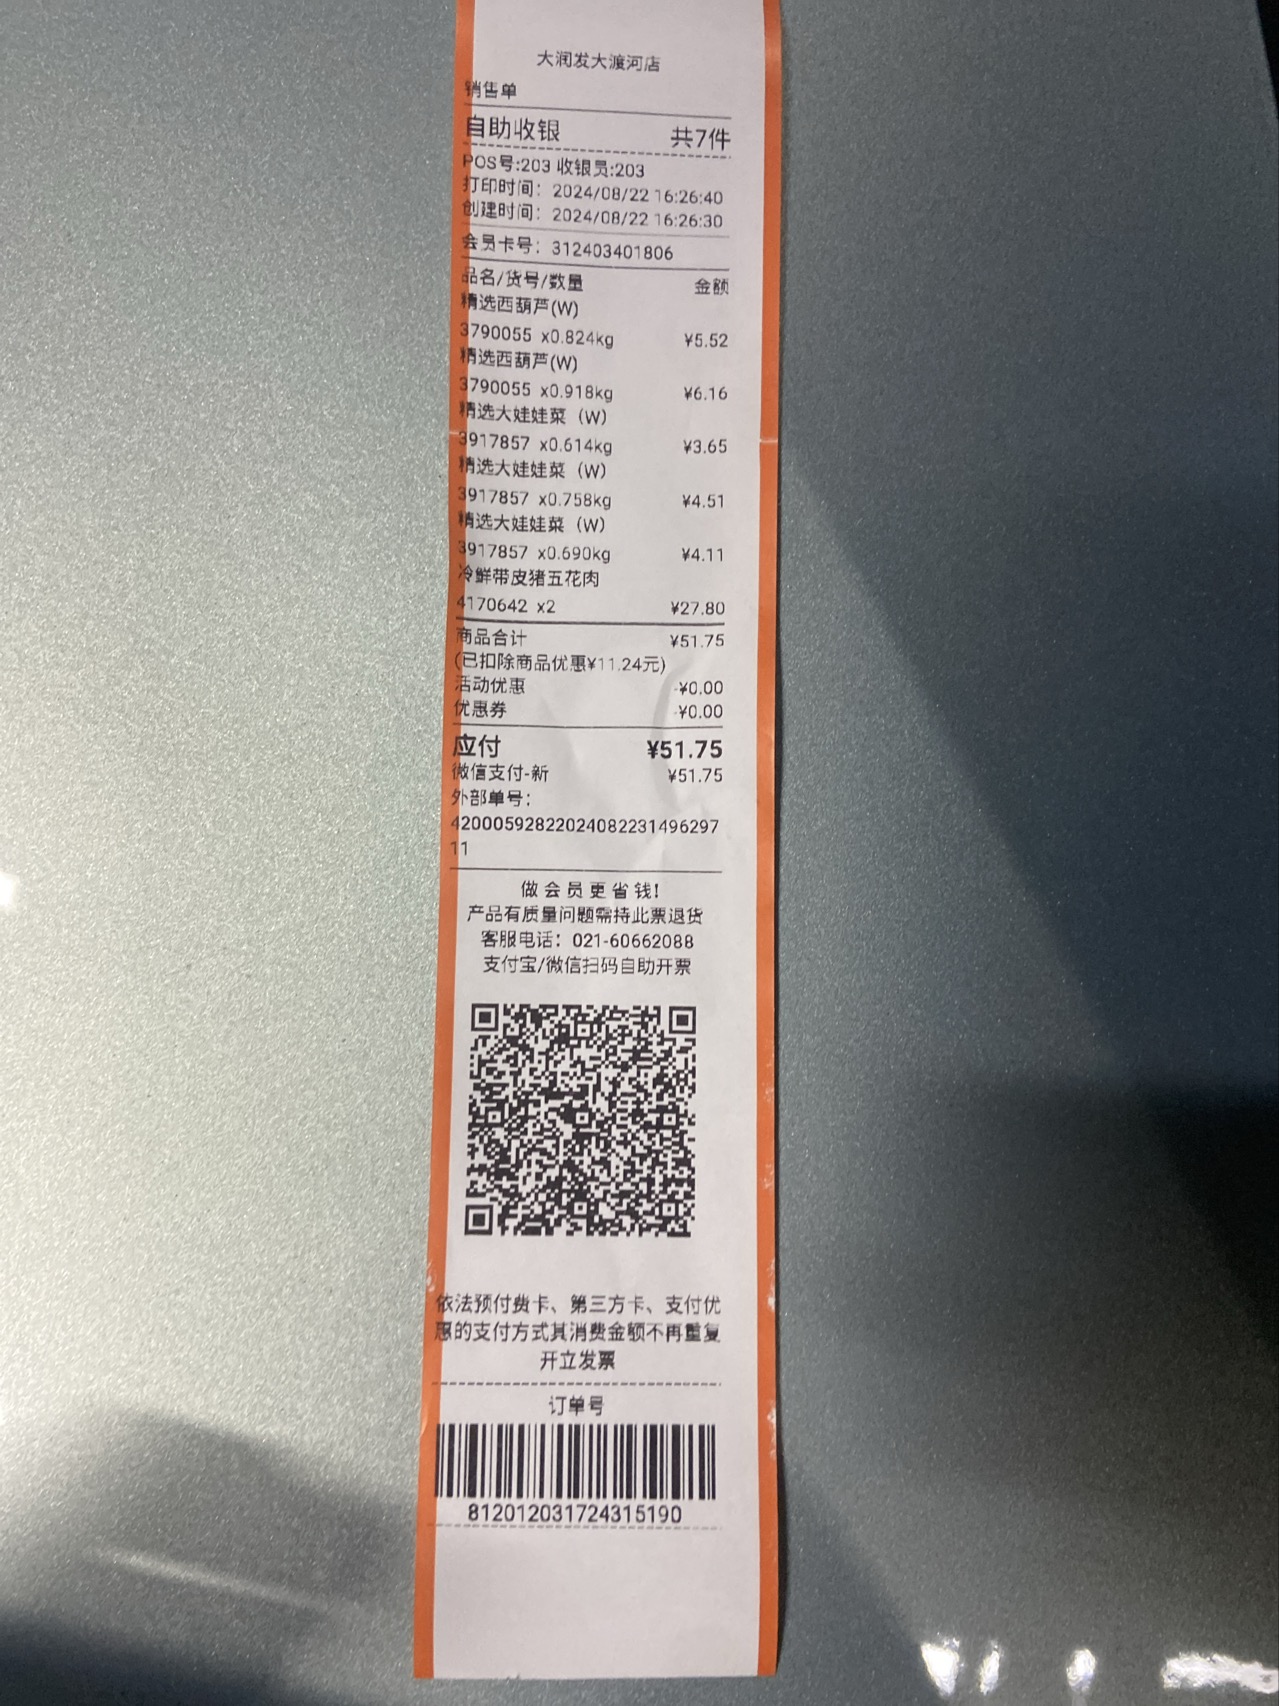 大润发大渡河店
销售单
自助收银 共7件
POS号:203 收银员:203
打印时间: 2024/08/22 16:26:40
创建时间: 2024/08/22 16:26:30
会员卡号: 312403401806
品名/货号/数量 金额
精选西葫芦(W)
3790055 x0.824kg ¥5.52
精选西葫芦(W)
3790055 x0.918kg ¥6.16
精选大娃娃菜 (W)
3917857 x0.614kg ¥3.65
精选大娃娃菜 (W)
3917857 x0.758kg ¥4.51
精选大娃娃菜 (W)
3917857 x0.690kg ¥4.11
冷鲜带皮猪五花肉
4170642 x2 ¥27.80
商品合计 ¥51.75
(已扣除商品优惠¥11.24元)
活动优惠 -¥0.00
优惠券 -¥0.00
应付 ¥51.75
微信支付-新 ¥51.75
外部单号:
42000592822024082231496297
11
做会员更省钱!
产品有质量问题需持此票退货
客服电话: 021-60662088
支付宝/微信扫码自助开票
依法预付费卡、第三方卡、支付优
惠的支付方式其消费金额不再重复
开立发票
订单号
812012031724315190